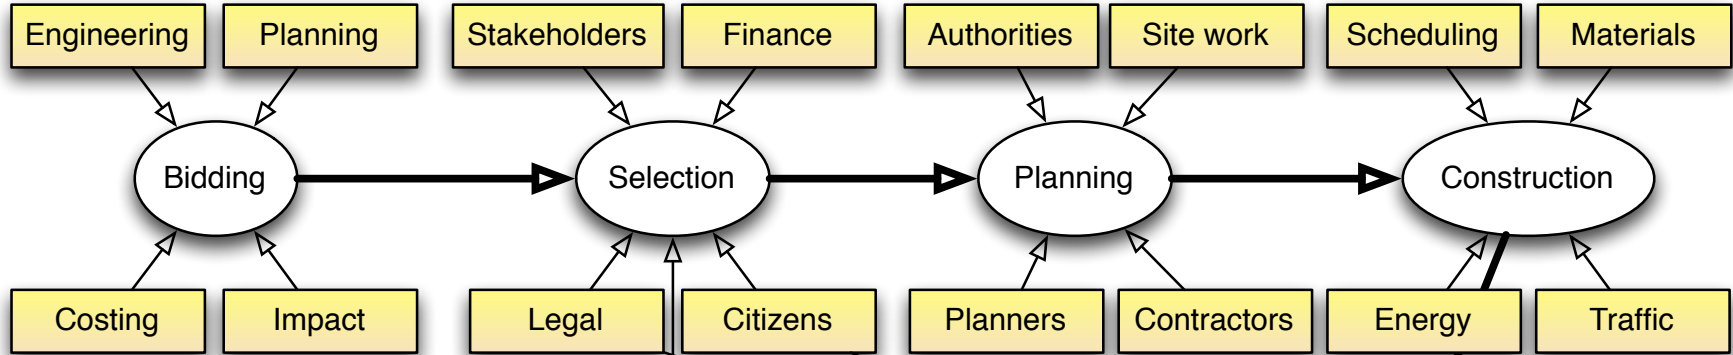 Engineering Planning Stakeholders Finance Authorities Site work Scheduling Materials
Bidding Selection Planning Construction
Costing Impact Legal Citizens Planners Contractors Energy Traffic